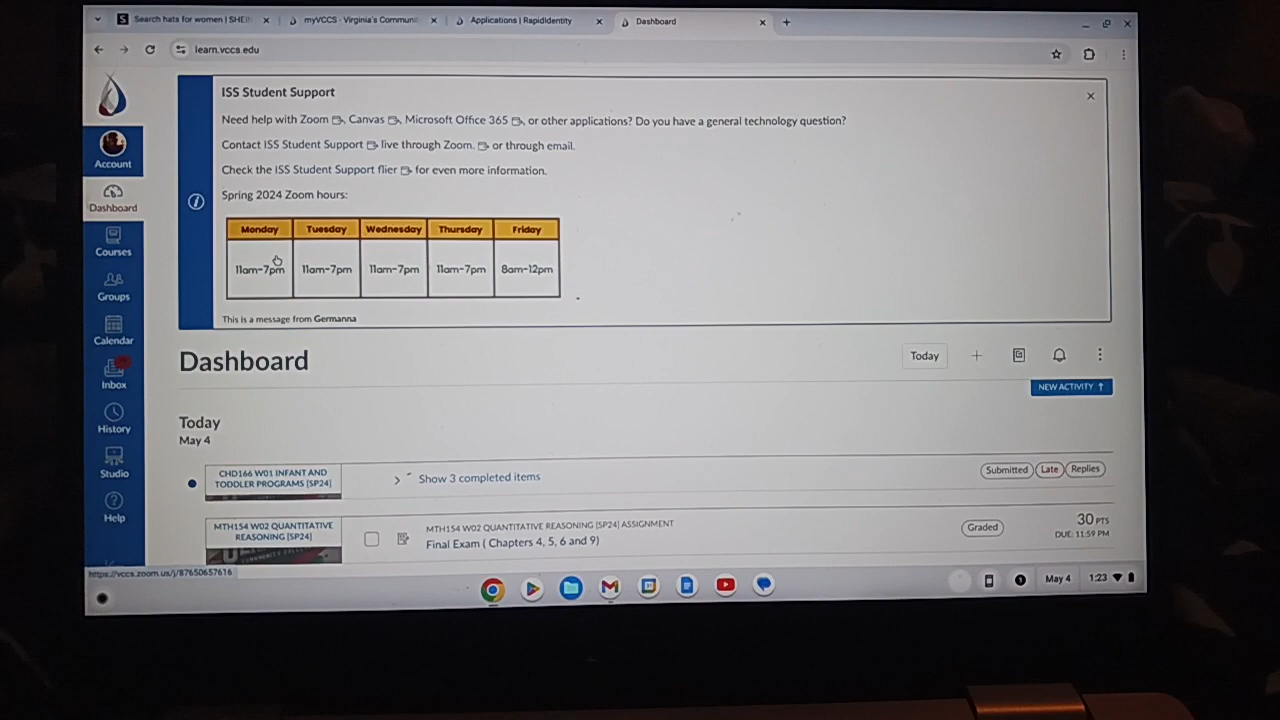 Search hats for women | SHEIN
myVCCS - Virginia's Communi
Applications | RapidIdentity
Dashboard
learn.vccs.edu
ISS Student Support
Need help with Zoom, Canvas, Microsoft Office 365, or other applications? Do you have a general technology question?
Contact ISS Student Support live through Zoom, or through email.
Check the ISS Student Support flier for even more information.
Spring 2024 Zoom hours:
Monday Tuesday Wednesday Thursday Friday
11am-7pm 11am-7pm 11am-7pm 11am-7pm 8am-12pm
This is a message from Germanna
Account
Dashboard
Courses
Groups
Calendar
Inbox
History
Studio
Help
Dashboard
Today
NEW ACTIVITY
Today
May 4
CHD166 W01 INFANT AND
TODDLER PROGRAMS [SP24]
Show 3 completed items
Submitted Late Replies
MTH154 W02 QUANTITATIVE
REASONING [SP24]
MTH154 W02 QUANTITATIVE REASONING [SP24] ASSIGNMENT
Final Exam ( Chapters 4, 5, 6 and 9)
Graded
30 PTS
DUE: 11:59 PM
https://vccs.zoom.us/j/87650657616
May 4 1:23